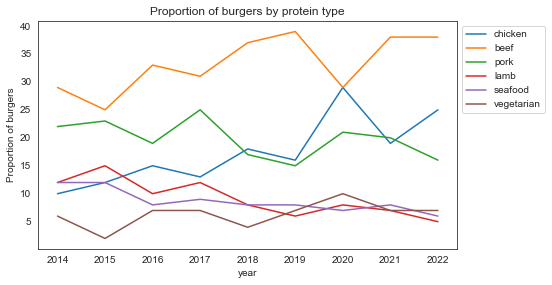 Proportion of burgers by protein type
Proportion of burgers
40
35
30
25
20
15
10
5
2014 2015 2016 2017 2018 2019 2020 2021 2022
year
chicken
beef
pork
lamb
seafood
vegetarian